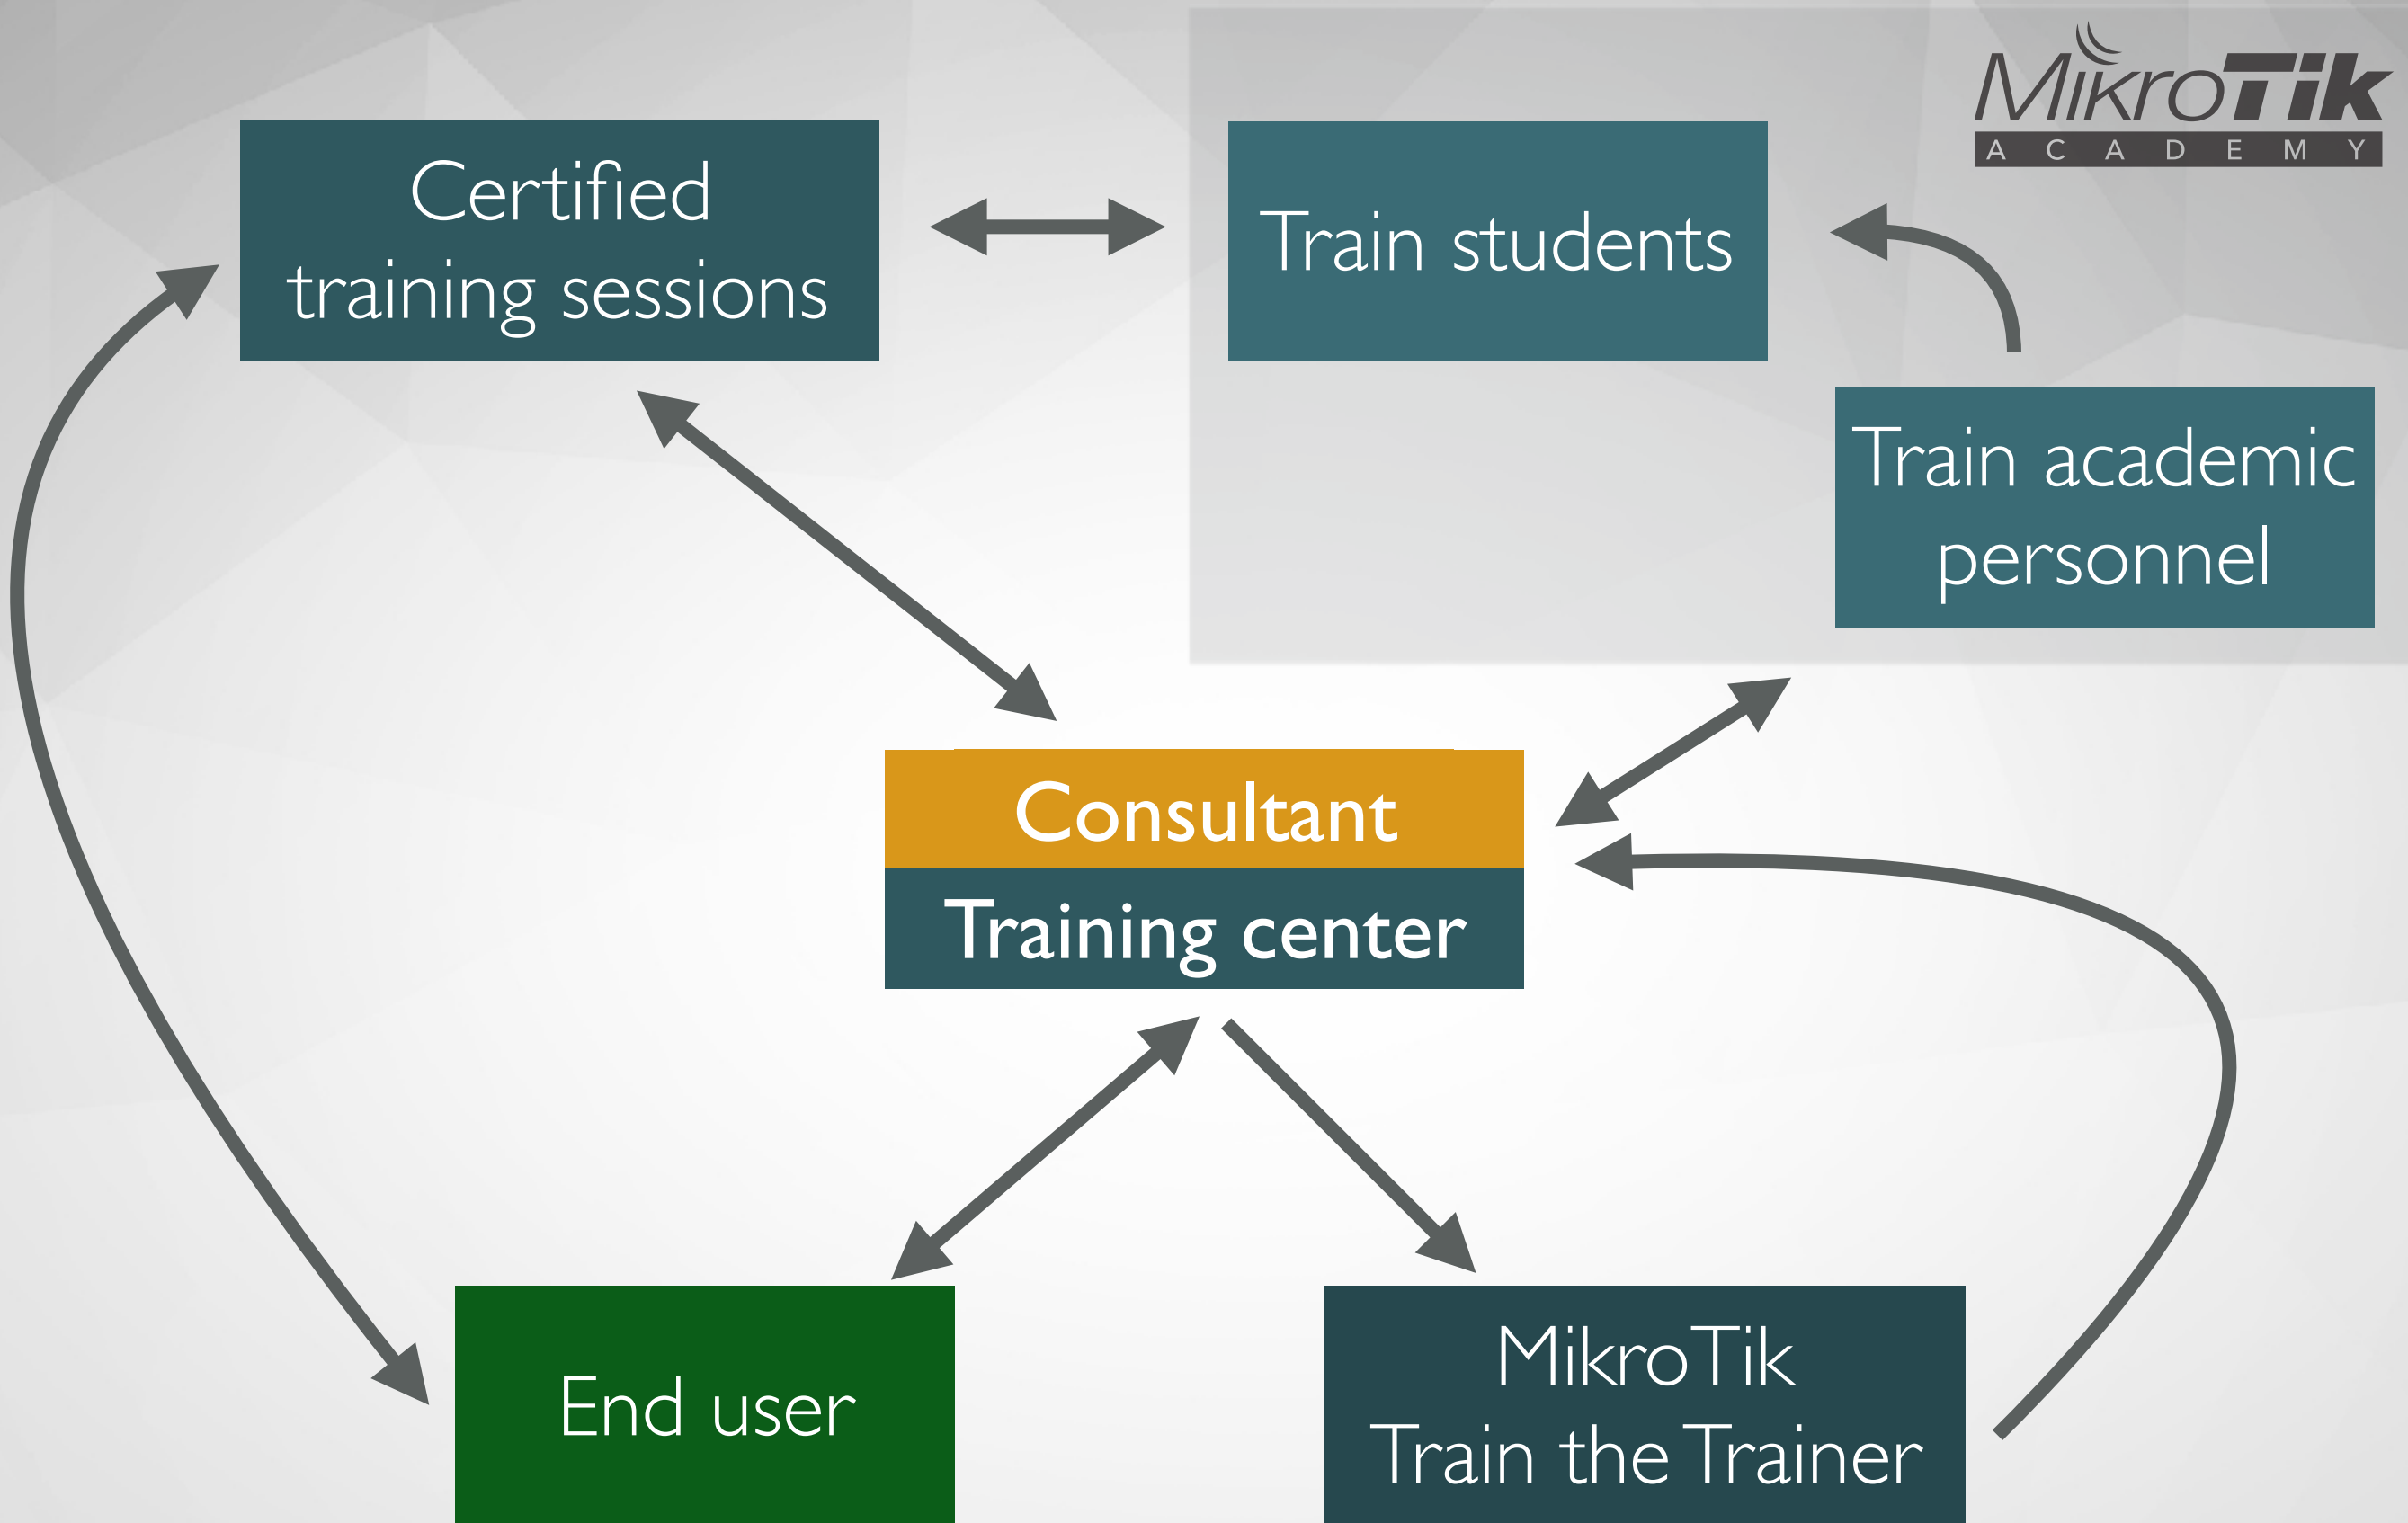 MikroTik
ACADEMY
Certified
training sessions
Train students
Train academic
personnel
Consultant
Training center
End user
MikroTik
Train the Trainer